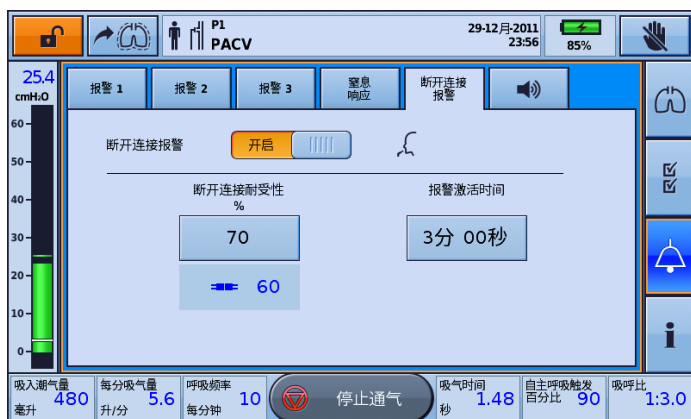 P1
PACV
29-12月-2011
23:56
85%
25.4
cmH₂O
60
50
40
30
20
10
0
报警 1
报警 2
报警 3
窒息
响应
断开连接
报警
断开连接报警
开启
断开连接耐受性
%
70
60
报警激活时间
3分 00秒
i
吸入潮气量
毫升 480
每分吸气量
升/分 5.6
呼吸频率
每分钟 10
停止通气
吸气时间
秒 1.48
自主呼吸触发
百分比 90
吸呼比
1:3.0